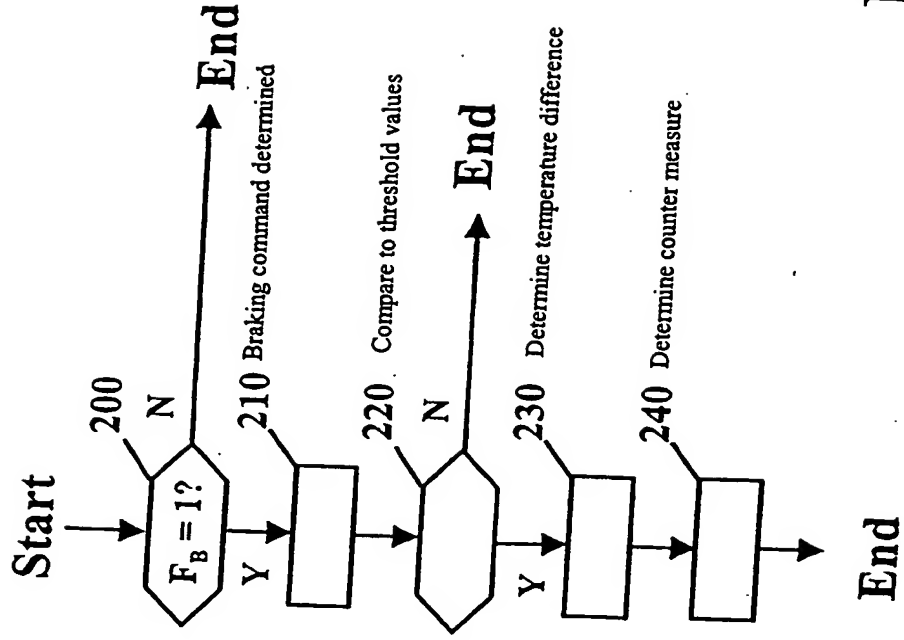 Start
200
F_B = 1?
N
End
Y
210 Braking command determined
220 Compare to threshold values
N
End
Y
230 Determine temperature difference
240 Determine counter measure
End